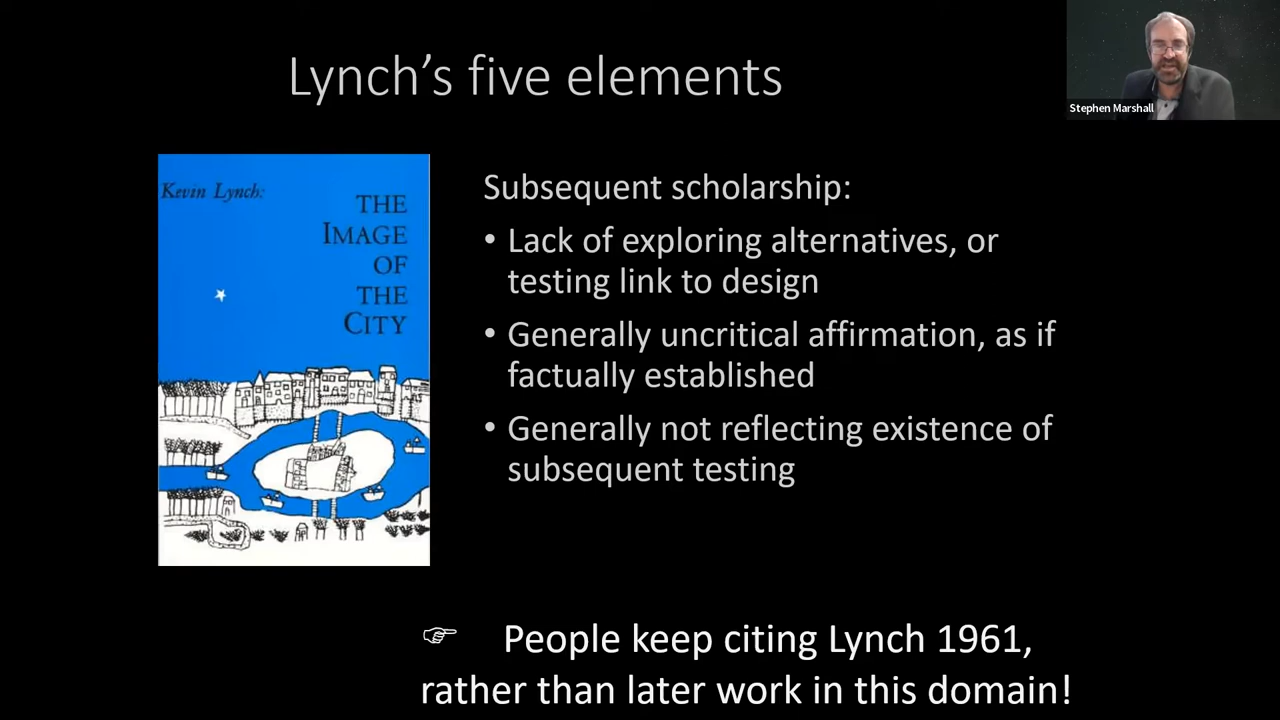 Lynch’s five elements
Stephen Marshall
Kevin Lynch:
THE
IMAGE
OF
THE
CITY
Subsequent scholarship:
• Lack of exploring alternatives, or
testing link to design
• Generally uncritical affirmation, as if
factually established
• Generally not reflecting existence of
subsequent testing
☞ People keep citing Lynch 1961,
rather than later work in this domain!